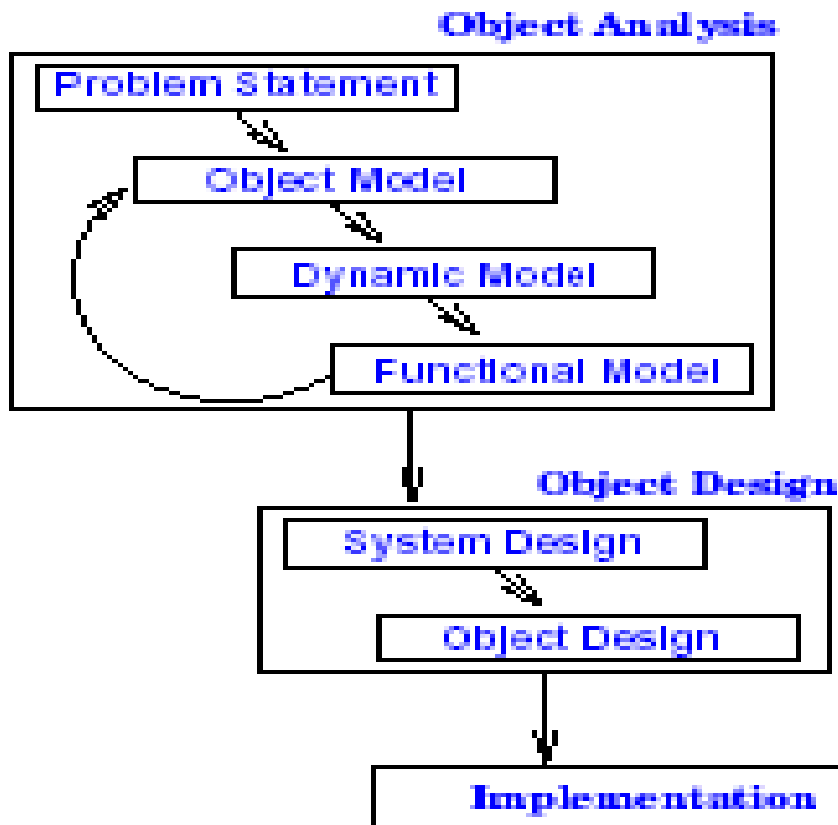 Object Analysis
Problem Statement
Object Model
Dynamic Model
Functional Model
Object Design
System Design
Object Design
Implementation